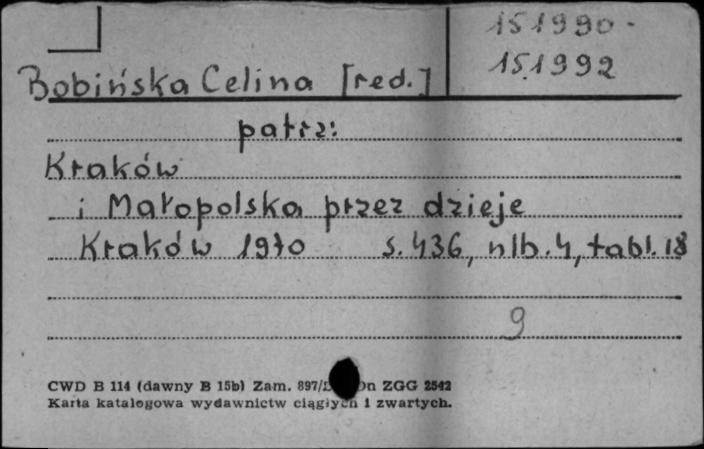 151990-
151992
Bobińska Celina [red.]
patrz:
Kraków
i Małopolska przez dzieje
Kraków 1970 s. 436, nlb. 4, tabl. 18
9
CWD B 114 (dawny B 15b) Zam. 897/ ZGG 2542
Karta katalogowa wydawnictw ciągłych i zwartych.